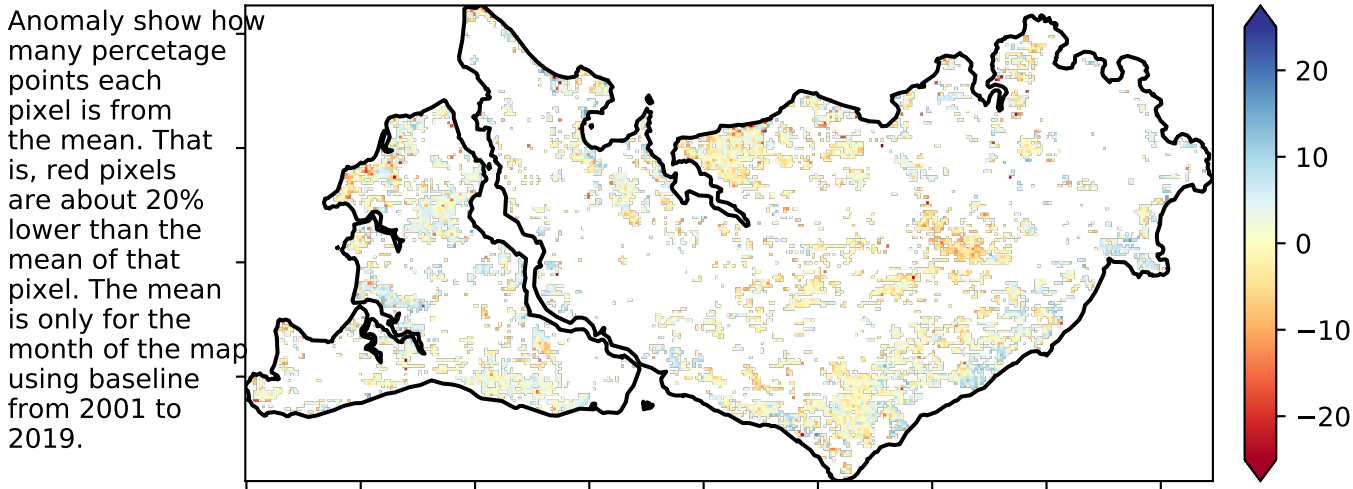 Anomaly show how
many percetage
points each
pixel is from
the mean. That
is, red pixels
are about 20%
lower than the
mean of that
pixel. The mean
is only for the
month of the map
using baseline
from 2001 to
2019.
20
10
0
−10
−20